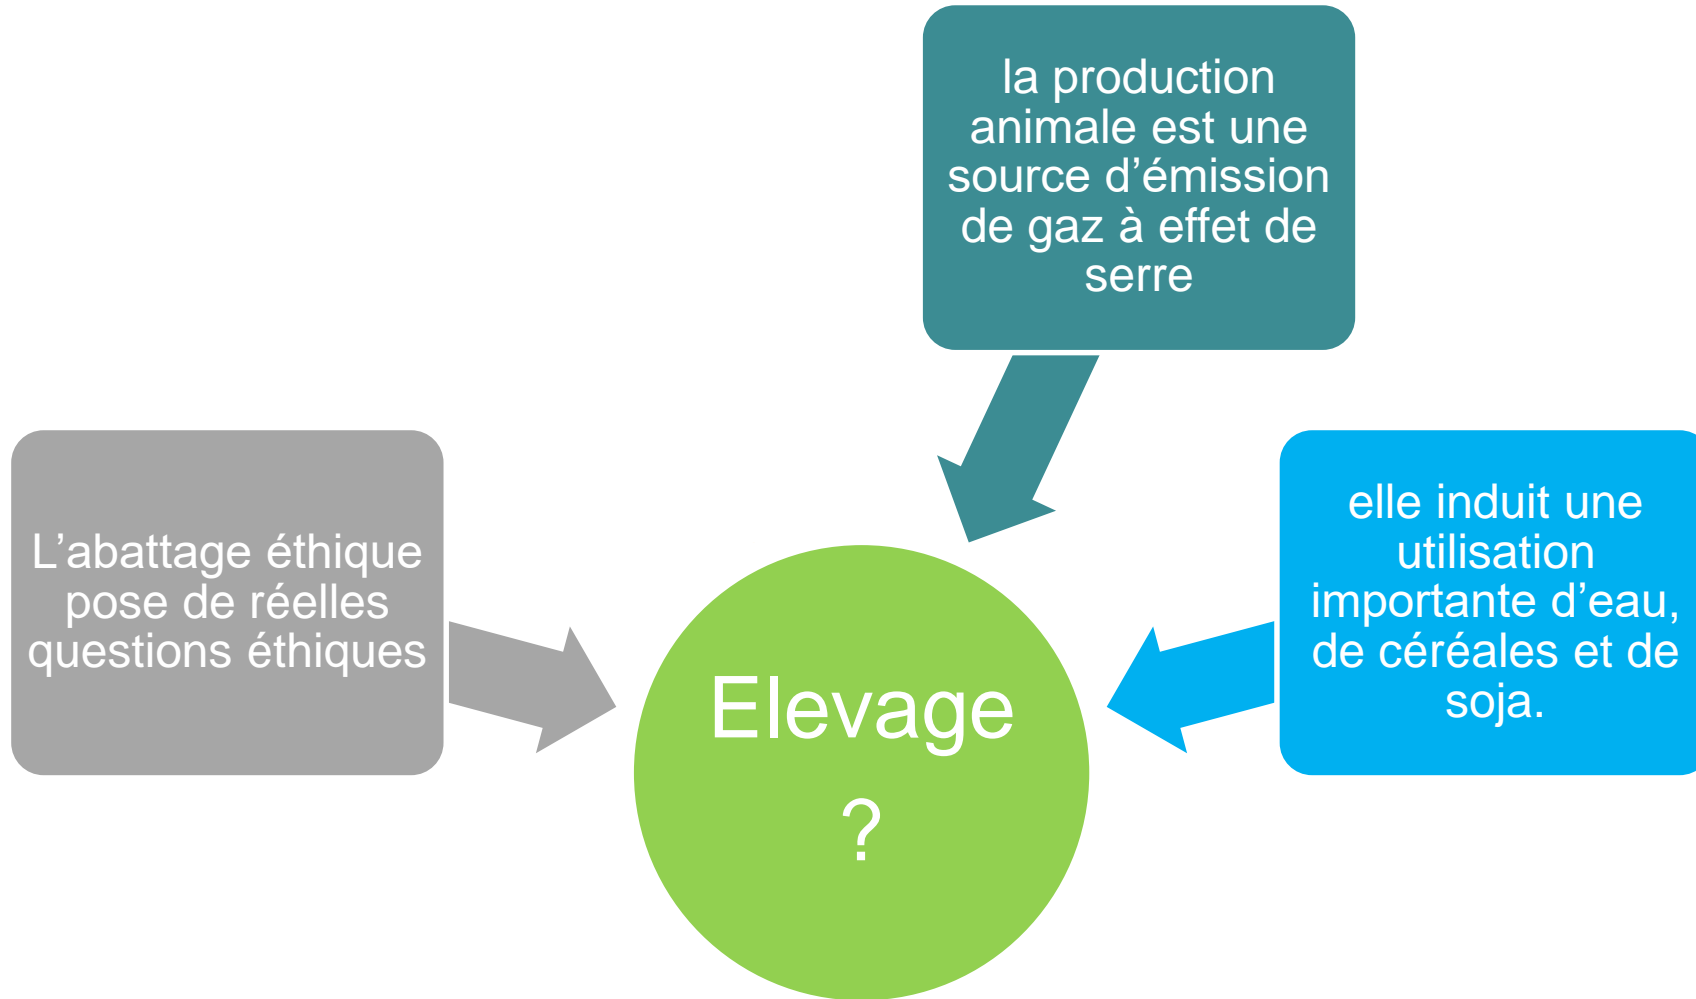 la production
animale est une
source d’émission
de gaz à effet de
serre
L’abattage éthique
pose de réelles
questions éthiques
elle induit une
utilisation
importante d’eau,
de céréales et de
soja.
Elevage
?